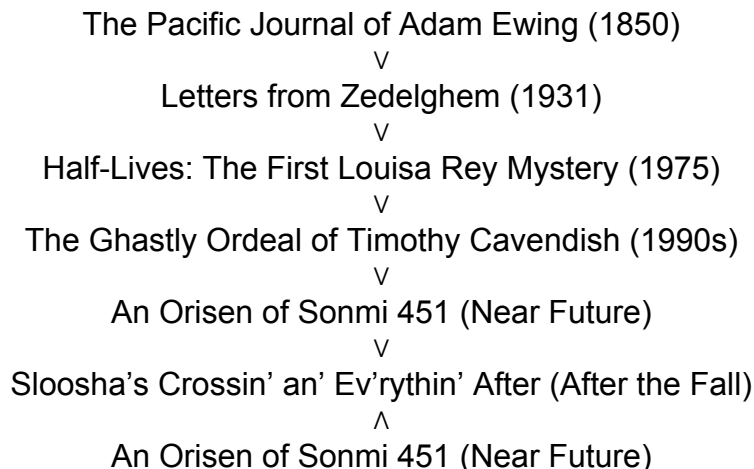 The Pacific Journal of Adam Ewing (1850)
V
Letters from Zedelghem (1931)
V
Half-Lives: The First Louisa Rey Mystery (1975)
V
The Ghastly Ordeal of Timothy Cavendish (1990s)
V
An Orisen of Sonmi 451 (Near Future)
V
Sloosha’s Crossin’ an’ Ev’rythin’ After (After the Fall)
Λ
An Orisen of Sonmi 451 (Near Future)